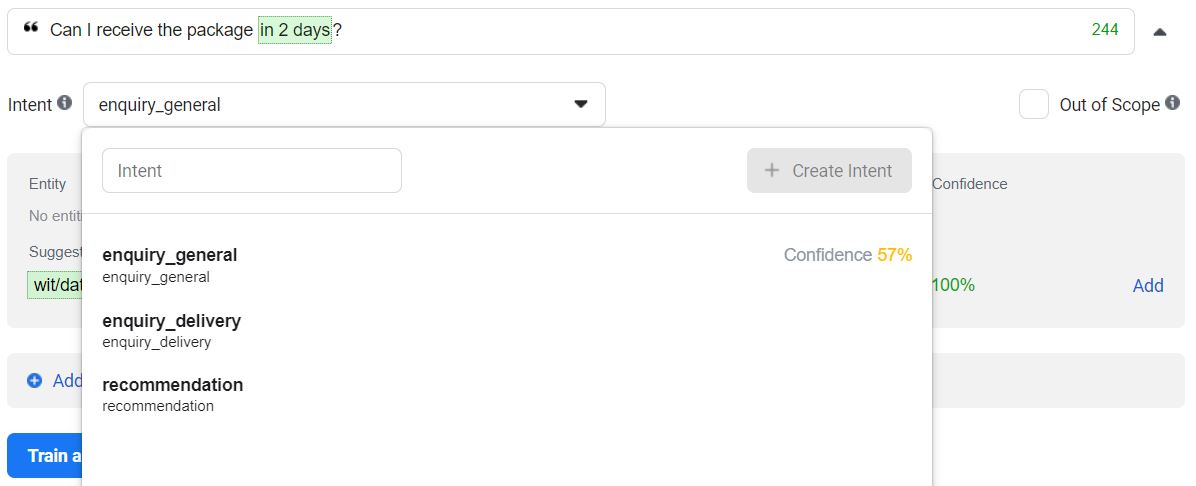 ❝ Can I receive the package in 2 days? 244
Intent enquiry_general Out of Scope
Intent + Create Intent
Entity Confidence
No entit
enquiry_general Confidence 57%
Suggest
enquiry_general
wit/dat 100% Add
enquiry_delivery
enquiry_delivery
Add
recommendation
recommendation
Train a